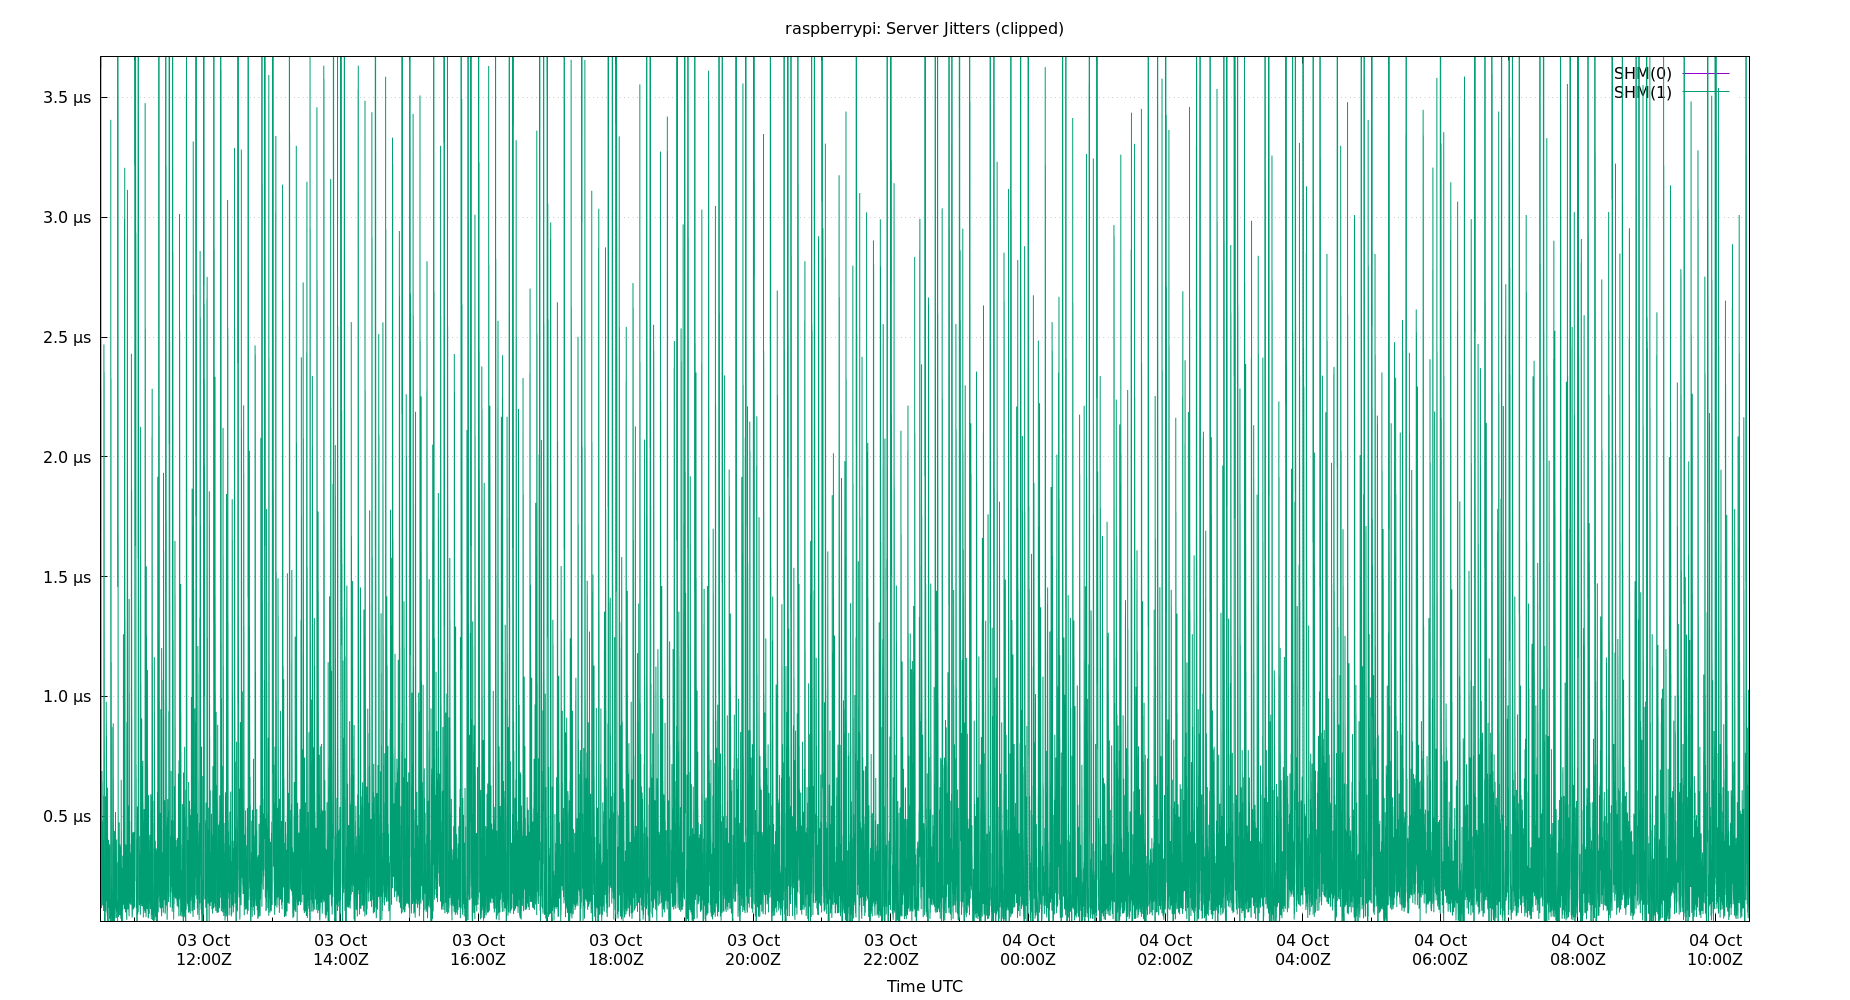 raspberrypi: Server Jitters (clipped)
SHM(0)
SHM(1)
3.5 µs
3.0 µs
2.5 µs
2.0 µs
1.5 µs
1.0 µs
0.5 µs
03 Oct 03 Oct 03 Oct 03 Oct 03 Oct 03 Oct 04 Oct 04 Oct 04 Oct 04 Oct 04 Oct 04 Oct
12:00Z 14:00Z 16:00Z 18:00Z 20:00Z 22:00Z 00:00Z 02:00Z 04:00Z 06:00Z 08:00Z 10:00Z
Time UTC